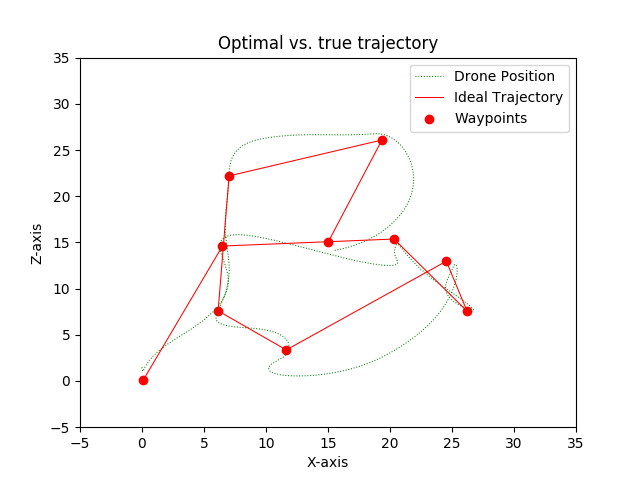 Optimal vs. true trajectory
Drone Position
Ideal Trajectory
Waypoints
Z-axis
35
30
25
20
15
10
5
0
−5
−5 0 5 10 15 20 25 30 35
X-axis